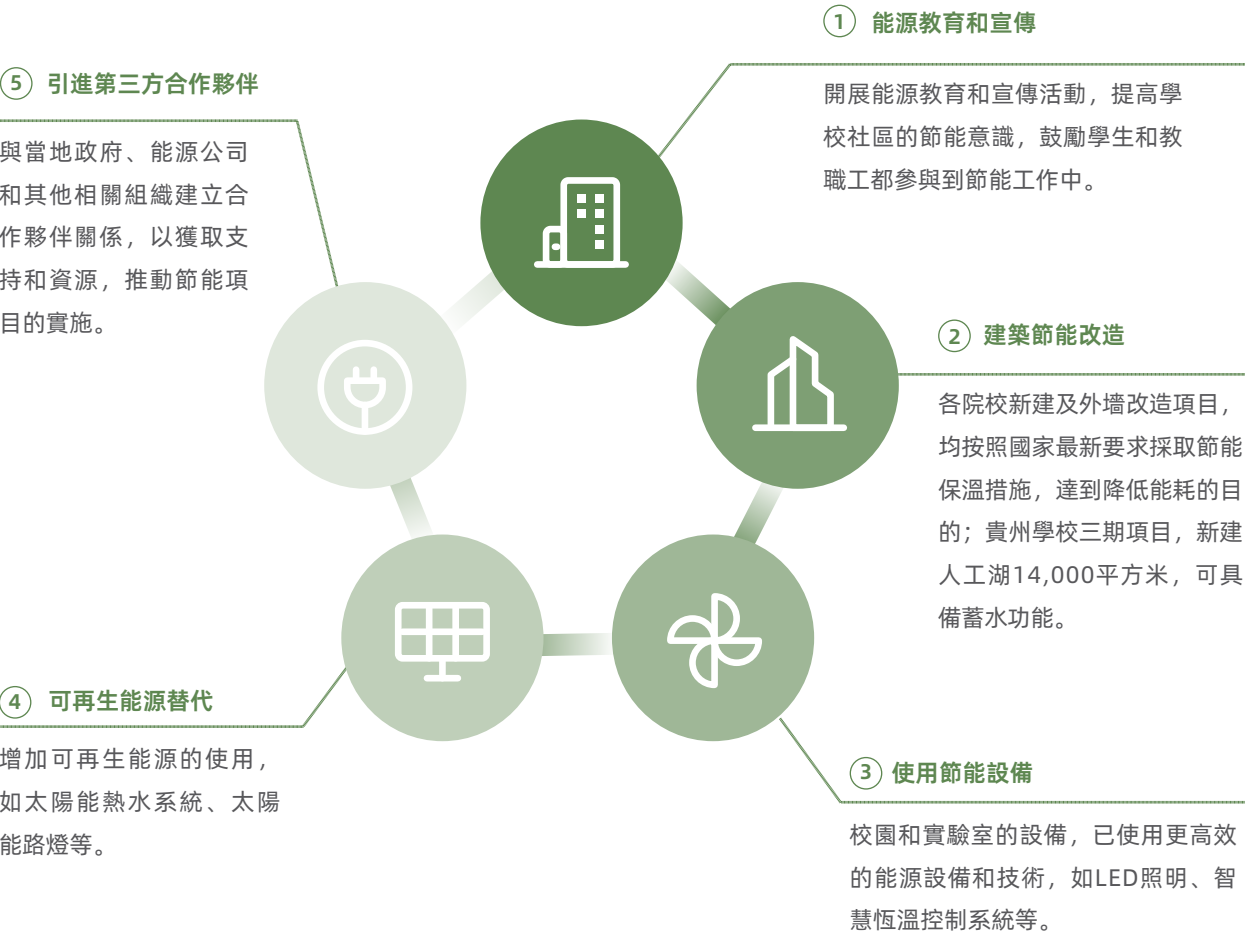 ① 能源教育和宣傳
開展能源教育和宣傳活動，提高學
校社區的節能意識，鼓勵學生和教
職工都參與到節能工作中。
② 建築節能改造
各院校新建及外墻改造項目，
均按照國家最新要求採取節能
保溫措施，達到降低能耗的目
的；貴州學校三期項目，新建
人工湖14,000平方米，可具
備蓄水功能。
③ 使用節能設備
校園和實驗室的設備，已使用更高效
的能源設備和技術，如LED照明、智
慧恆溫控制系統等。
④ 可再生能源替代
增加可再生能源的使用，
如太陽能熱水系統、太陽
能路燈等。
⑤ 引進第三方合作夥伴
與當地政府、能源公司
和其他相關組織建立合
作夥伴關係，以獲取支
持和資源，推動節能項
目的實施。